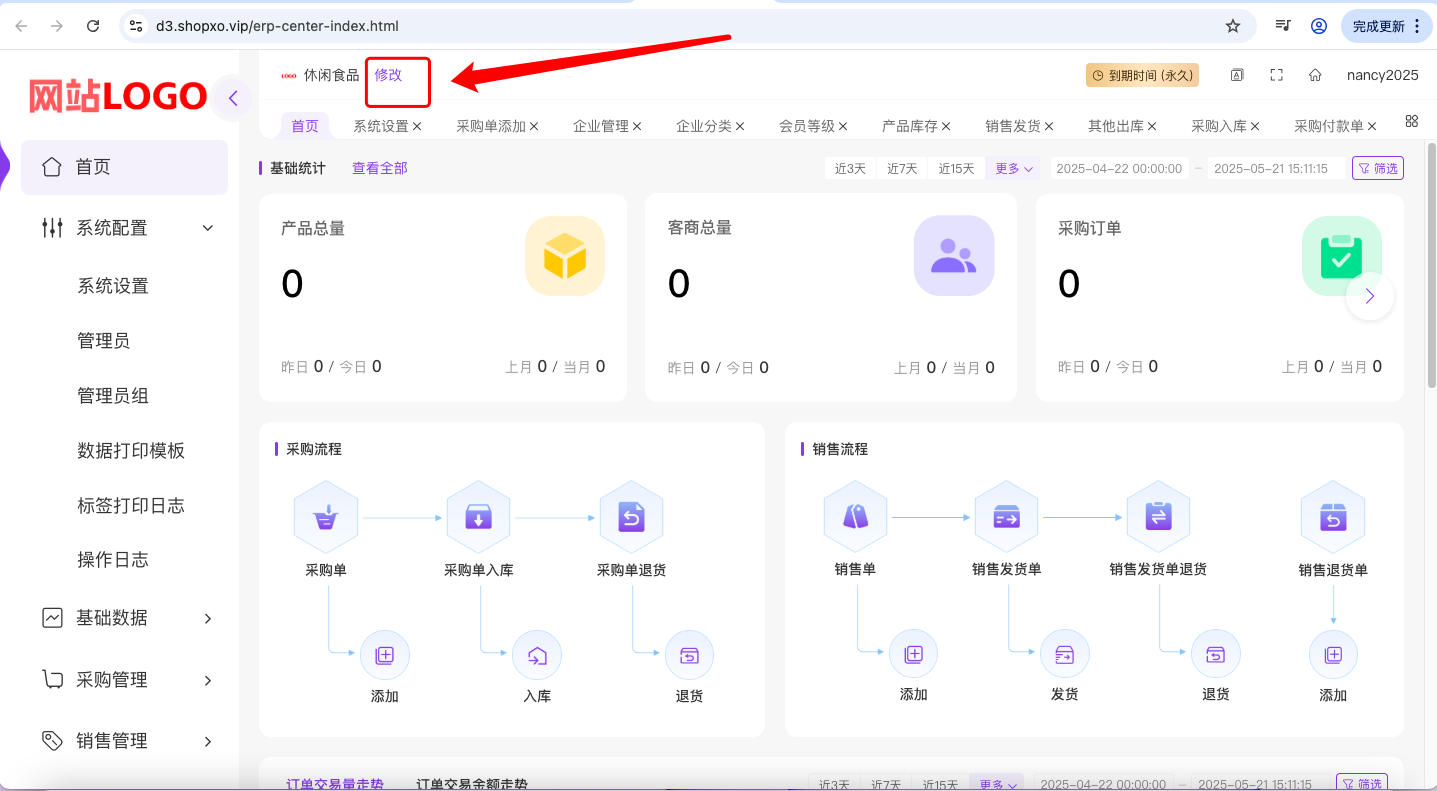 d3.shopxo.vip/erp-center-index.html
完成更新
网站LOGO
LOGO 休闲食品 修改
到期时间 (永久)
nancy2025
首页 系统设置 采购单添加 企业管理 企业分类 会员等级 产品库存 销售发货 其他出库 采购入库 采购付款单
首页
系统配置
系统设置
管理员
管理员组
数据打印模板
标签打印日志
操作日志
基础数据
采购管理
销售管理
基础统计 查看全部
近3天 近7天 近15天 更多 2025-04-22 00:00:00 - 2025-05-21 15:11:15 筛选
产品总量
0
昨日 0 / 今日 0 上月 0 / 当月 0
客商总量
0
昨日 0 / 今日 0 上月 0 / 当月 0
采购订单
0
昨日 0 / 今日 0 上月 0 / 当月 0
采购流程
采购单 采购单入库 采购单退货
添加 入库 退货
销售流程
销售单 销售发货单 销售发货单退货 销售退货单
添加 发货 退货 添加
订单交易量走势 订单交易金额走势
近3天 近7天 近15天 更多 2025-04-22 00:00:00 - 2025-05-21 15:11:15 筛选